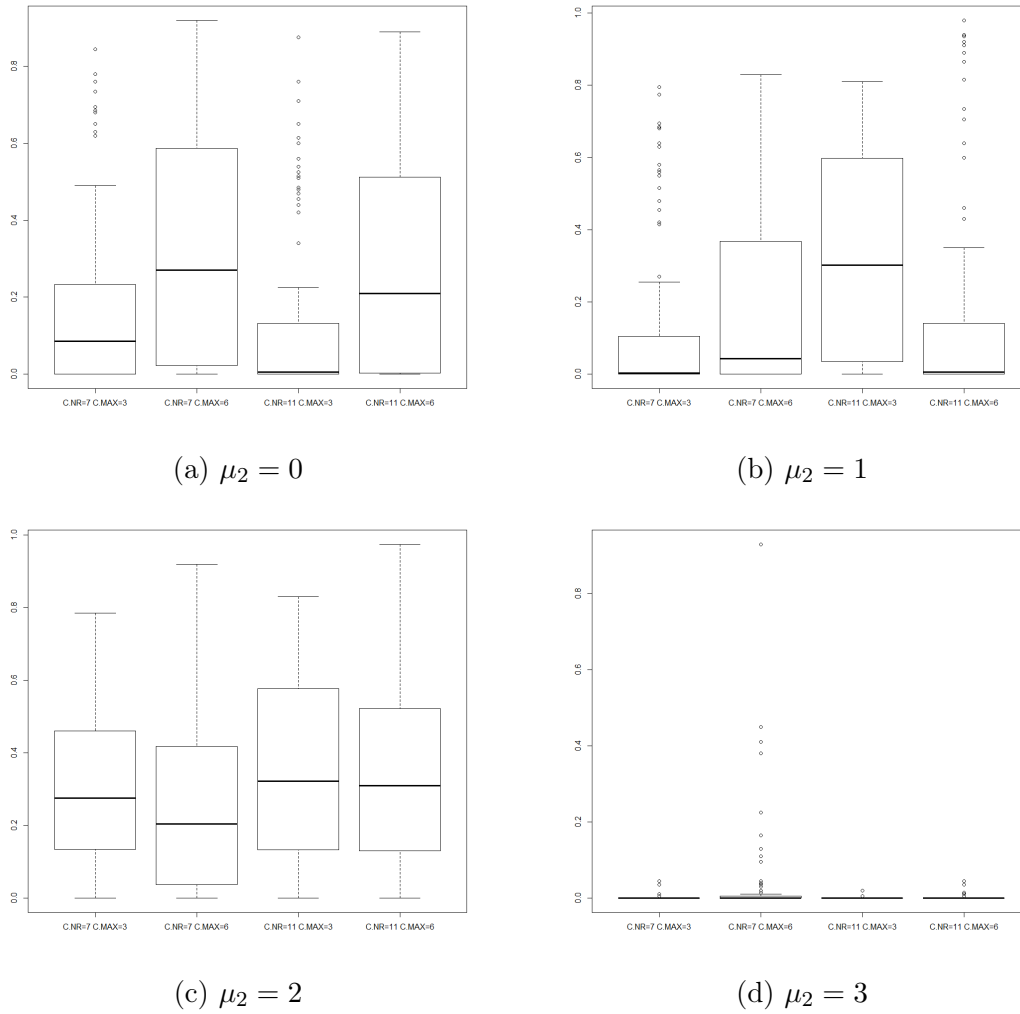 0.0 0.2 0.4 0.6 0.8
C.NR=7 C.MAX=3 C.NR=7 C.MAX=6 C.NR=11 C.MAX=3 C.NR=11 C.MAX=6
(a) μ₂ = 0
0.0 0.2 0.4 0.6 0.8 1.0
C.NR=7 C.MAX=3 C.NR=7 C.MAX=6 C.NR=11 C.MAX=3 C.NR=11 C.MAX=6
(b) μ₂ = 1
0.0 0.2 0.4 0.6 0.8 1.0
C.NR=7 C.MAX=3 C.NR=7 C.MAX=6 C.NR=11 C.MAX=3 C.NR=11 C.MAX=6
(c) μ₂ = 2
0.0 0.2 0.4 0.6 0.8
C.NR=7 C.MAX=3 C.NR=7 C.MAX=6 C.NR=11 C.MAX=3 C.NR=11 C.MAX=6
(d) μ₂ = 3